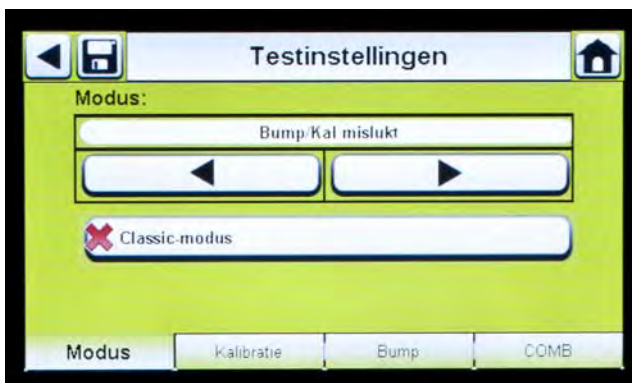 Testinstellingen
Modus:
Bump/Kal mislukt
Classic-modus
Modus Kalibratie Bump COMB